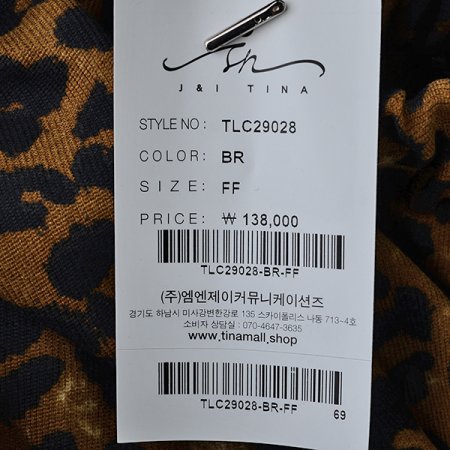 J & I TINA
STYLE NO : TLC29028
COLOR: BR
SIZE: FF
PRICE: ₩ 138,000
TLC29028-BR-FF
(주)엠엔제이커뮤니케이션즈
경기도 하남시 미사강변한강로 135 스카이폴리스 나동 713-4호
소비자 상담실 : 070-4647-3635
www.tinamall.shop
TLC29028-BR-FF 69